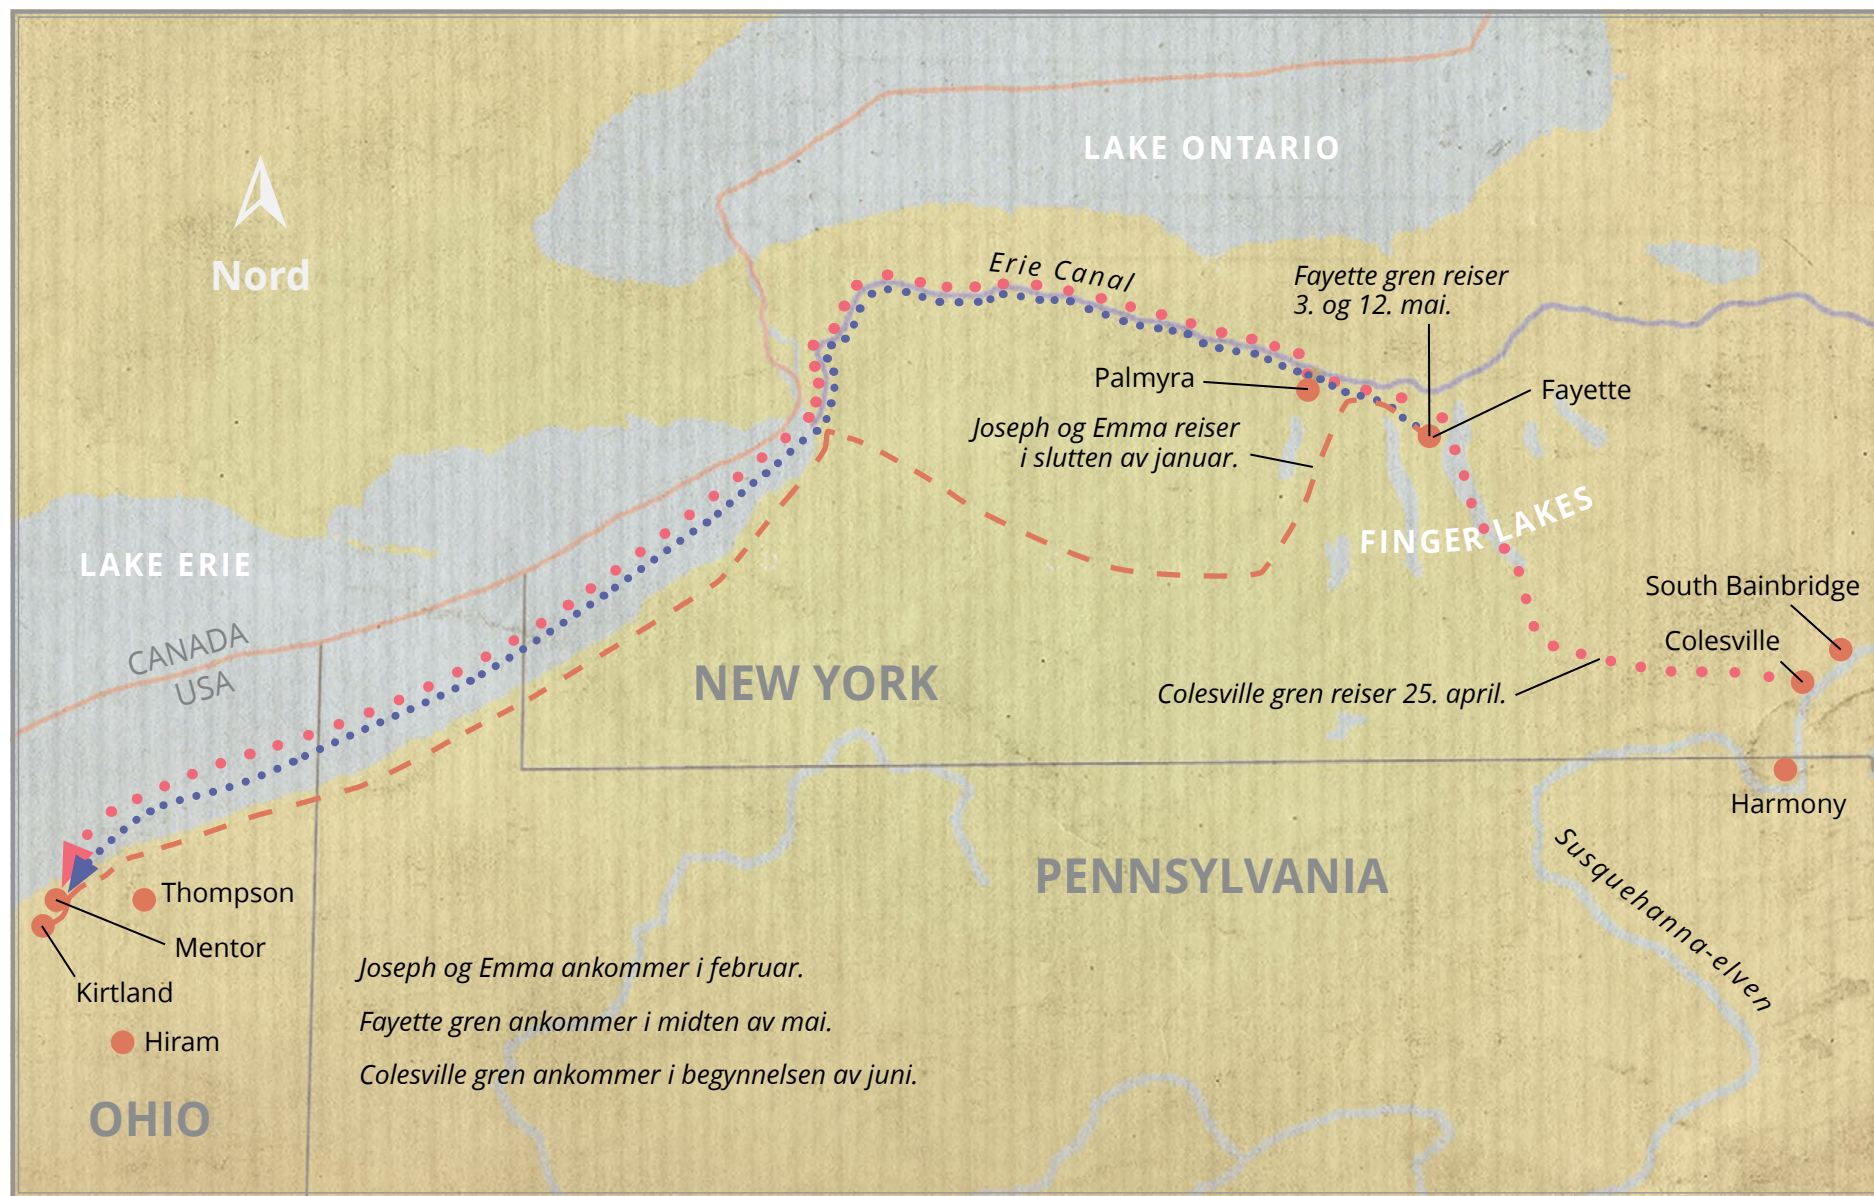 LAKE ONTARIO
Nord
Erie Canal
Fayette gren reiser
3. og 12. mai.
Palmyra
Fayette
Joseph og Emma reiser
i slutten av januar.
FINGER LAKES
LAKE ERIE
CANADA
USA
South Bainbridge
Colesville
NEW YORK
Colesville gren reiser 25. april.
Harmony
PENNSYLVANIA
Susquehanna-elven
Thompson
Mentor
Kirtland
Hiram
OHIO
Joseph og Emma ankommer i februar.
Fayette gren ankommer i midten av mai.
Colesville gren ankommer i begynnelsen av juni.